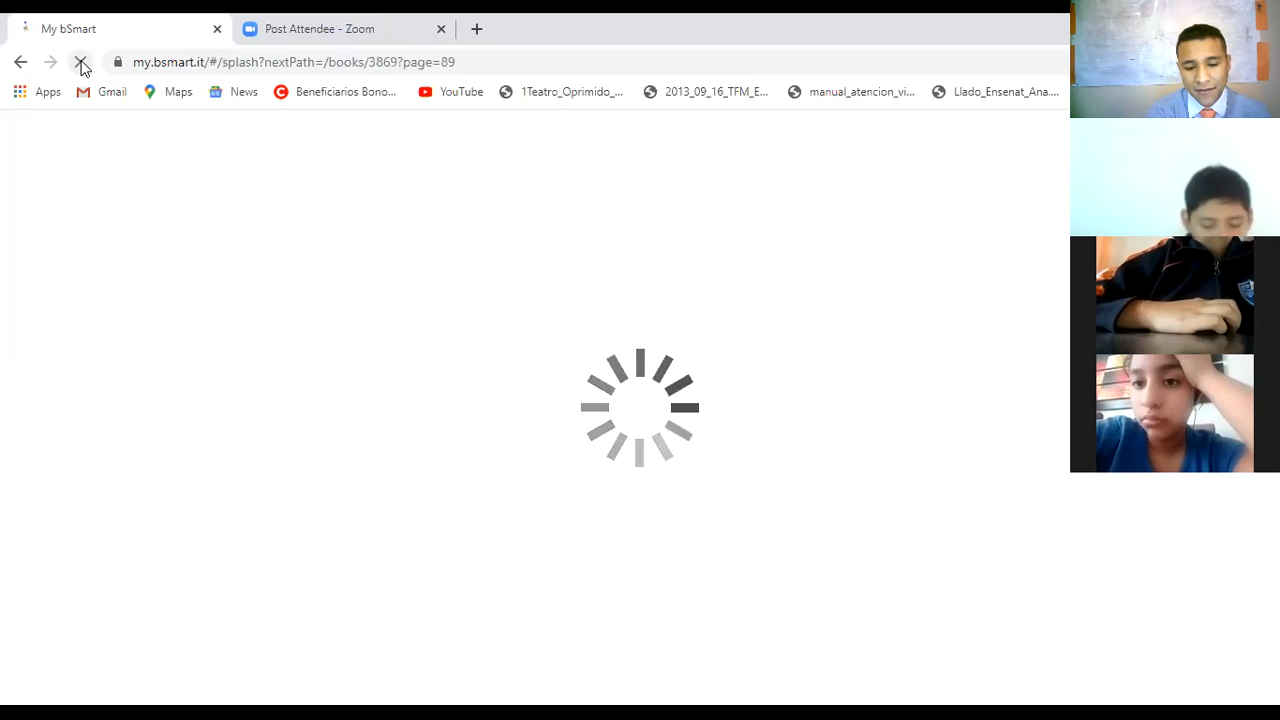 My bSmart
Post Attendee - Zoom
my.bsmart.it/#/splash?nextPath=/books/3869?page=89
Apps Gmail Maps News Beneficiarios Bono... YouTube 1Teatro_Oprimido_... 2013_09_16_TFM_E... manual_atencion_vi... Llado_Ensenat_Ana....